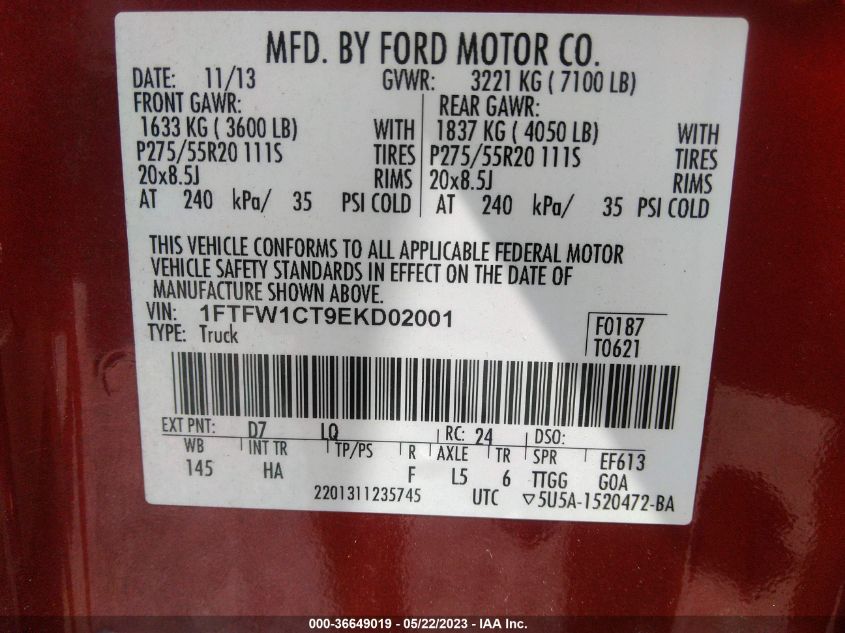 MFD. BY FORD MOTOR CO.
DATE: 11/13 GVWR: 3221 KG ( 7100 LB)
FRONT GAWR: REAR GAWR:
1633 KG ( 3600 LB) WITH 1837 KG ( 4050 LB) WITH
P275/55R20 111S TIRES P275/55R20 111S TIRES
20x8.5J RIMS 20x8.5J RIMS
AT 240 kPa/ 35 PSI COLD AT 240 kPa/ 35 PSI COLD
THIS VEHICLE CONFORMS TO ALL APPLICABLE FEDERAL MOTOR
VEHICLE SAFETY STANDARDS IN EFFECT ON THE DATE OF
MANUFACTURE SHOWN ABOVE.
VIN: 1FTFW1CT9EKD02001 F0187
TYPE: Truck T0621
EXT PNT: D7 LQ RC: 24 DSO:
WB INT TR TP/PS R AXLE TR SPR EF613
145 HA F L5 6 TTGG GOA
2201311235745 UTC ▽5U5A-1520472-BA
000-36649019 - 05/22/2023 - IAA Inc.